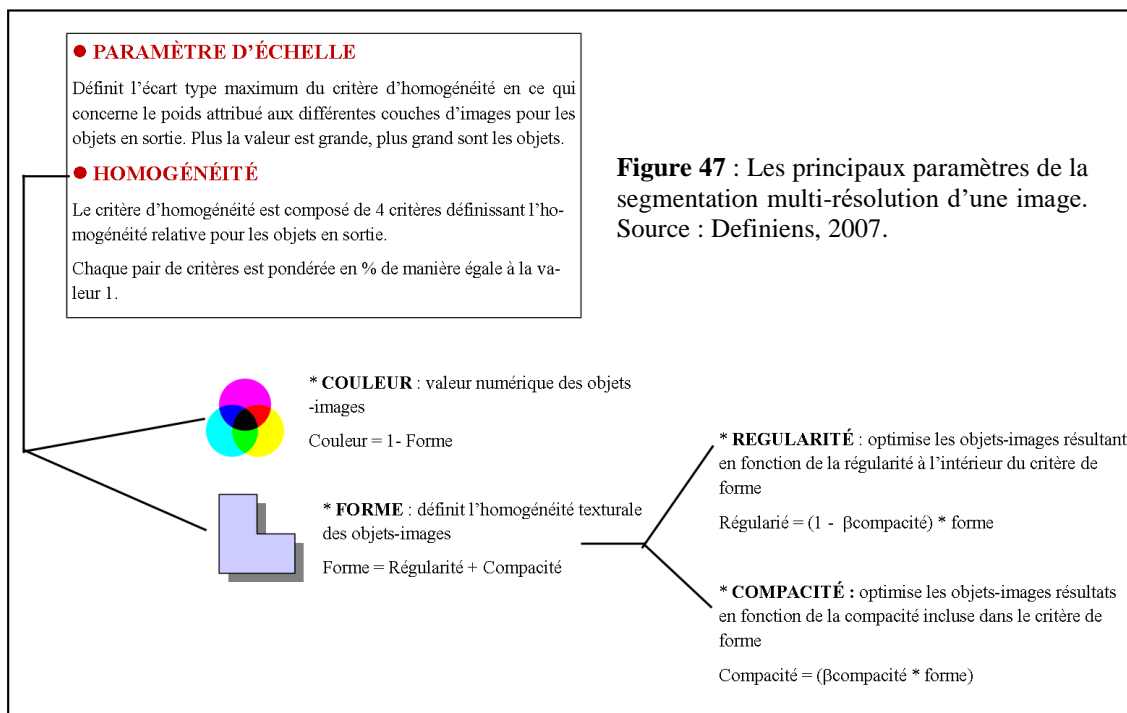 ● PARAMÈTRE D’ÉCHELLE
Définit l’écart type maximum du critère d’homogénéité en ce qui
concerne le poids attribué aux différentes couches d’images pour les
objets en sortie. Plus la valeur est grande, plus grand sont les objets.
● HOMOGÉNÉITÉ
Le critère d’homogénéité est composé de 4 critères définissant l’ho-
mogénéité relative pour les objets en sortie.
Chaque pair de critères est pondérée en % de manière égale à la va-
leur 1.
Figure 47 : Les principaux paramètres de la
segmentation multi-résolution d’une image.
Source : Definiens, 2007.
* COULEUR : valeur numérique des objets
-images
Couleur = 1- Forme
* FORME : définit l’homogénéité texturale
des objets-images
Forme = Régularité + Compacité
* REGULARITÉ : optimise les objets-images résultant
en fonction de la régularité à l’intérieur du critère de
forme
Régularié = (1 - βcompacité) * forme
* COMPACITÉ : optimise les objets-images résultats
en fonction de la compacité incluse dans le critère de
forme
Compacité = (βcompacité * forme)